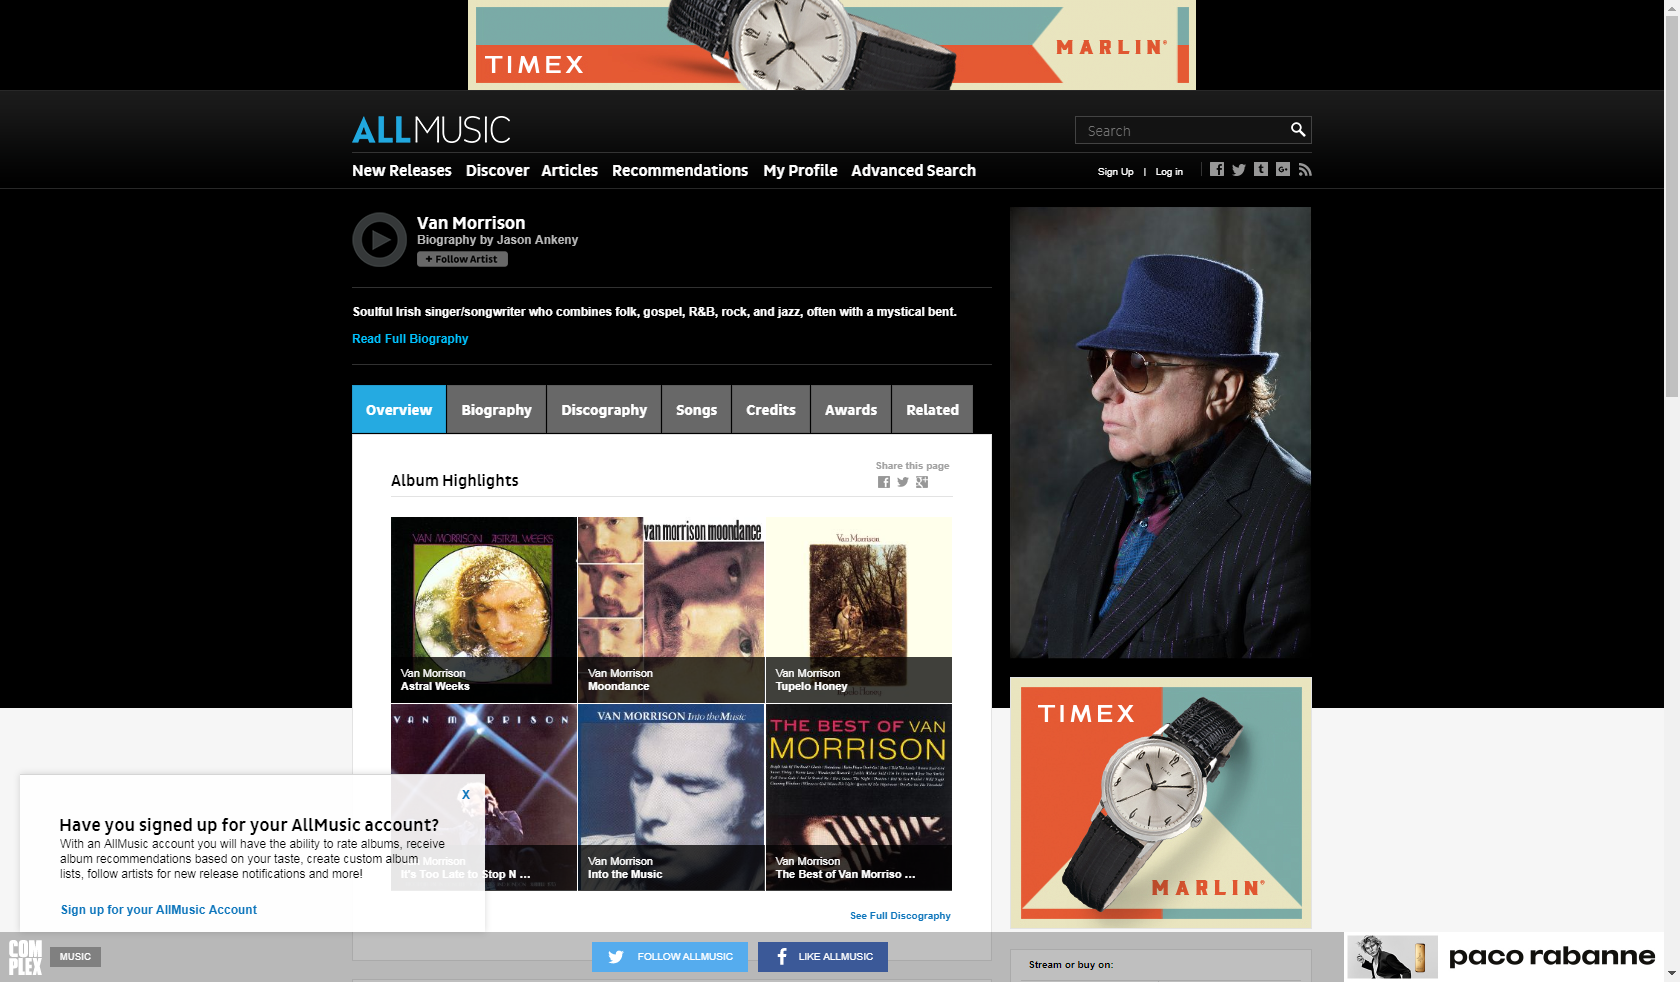 TIMEX
MARLIN®
ALLMUSIC
Search
New Releases Discover Articles Recommendations My Profile Advanced Search
Sign Up | Log in
Van Morrison
Biography by Jason Ankeny
+ Follow Artist
Soulful Irish singer/songwriter who combines folk, gospel, R&B, rock, and jazz, often with a mystical bent.
Read Full Biography
Overview Biography Discography Songs Credits Awards Related
Share this page
Album Highlights
VAN MORRISON ASTRAL WEEKS
van morrison moondance
Van Morrison
Van Morrison
Astral Weeks
Van Morrison
Moondance
Van Morrison
Tupelo Honey
Tupelo Honey
VAN MORRISON
VAN MORRISON Into the Music
THE BEST OF VAN
MORRISON
Morrison
It's Too Late to Stop N ...
Van Morrison
Into the Music
Van Morrison
The Best of Van Morriso ...
See Full Discography
TIMEX
MARLIN®
X
Have you signed up for your AllMusic account?
With an AllMusic account you will have the ability to rate albums, receive
album recommendations based on your taste, create custom album
lists, follow artists for new release notifications and more!
Sign up for your AllMusic Account
COM
PLEX
MUSIC
FOLLOW ALLMUSIC
LIKE ALLMUSIC
Stream or buy on:
paco rabanne